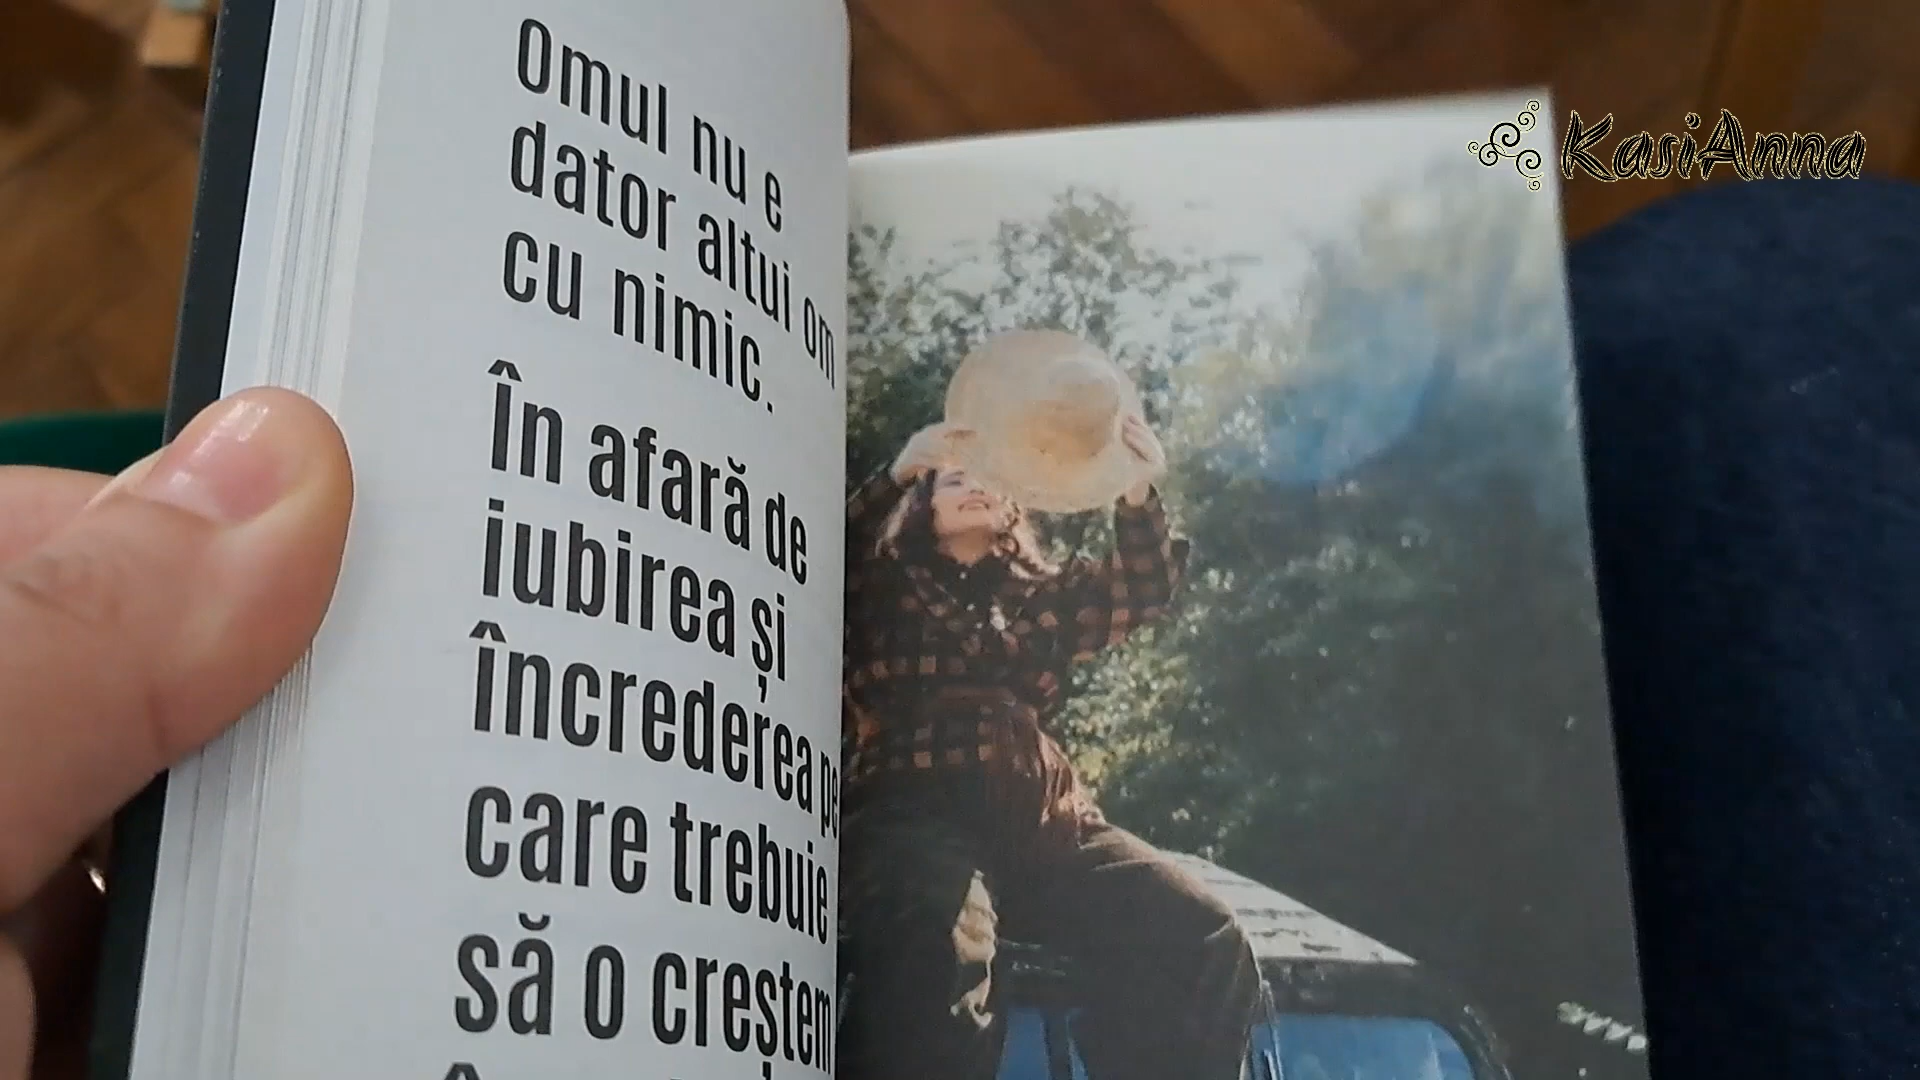 Omul nu e
dator altui om
cu nimic.
În afară de
iubirea și
încrederea pe
care trebuie
să o creștem
KasiAnna